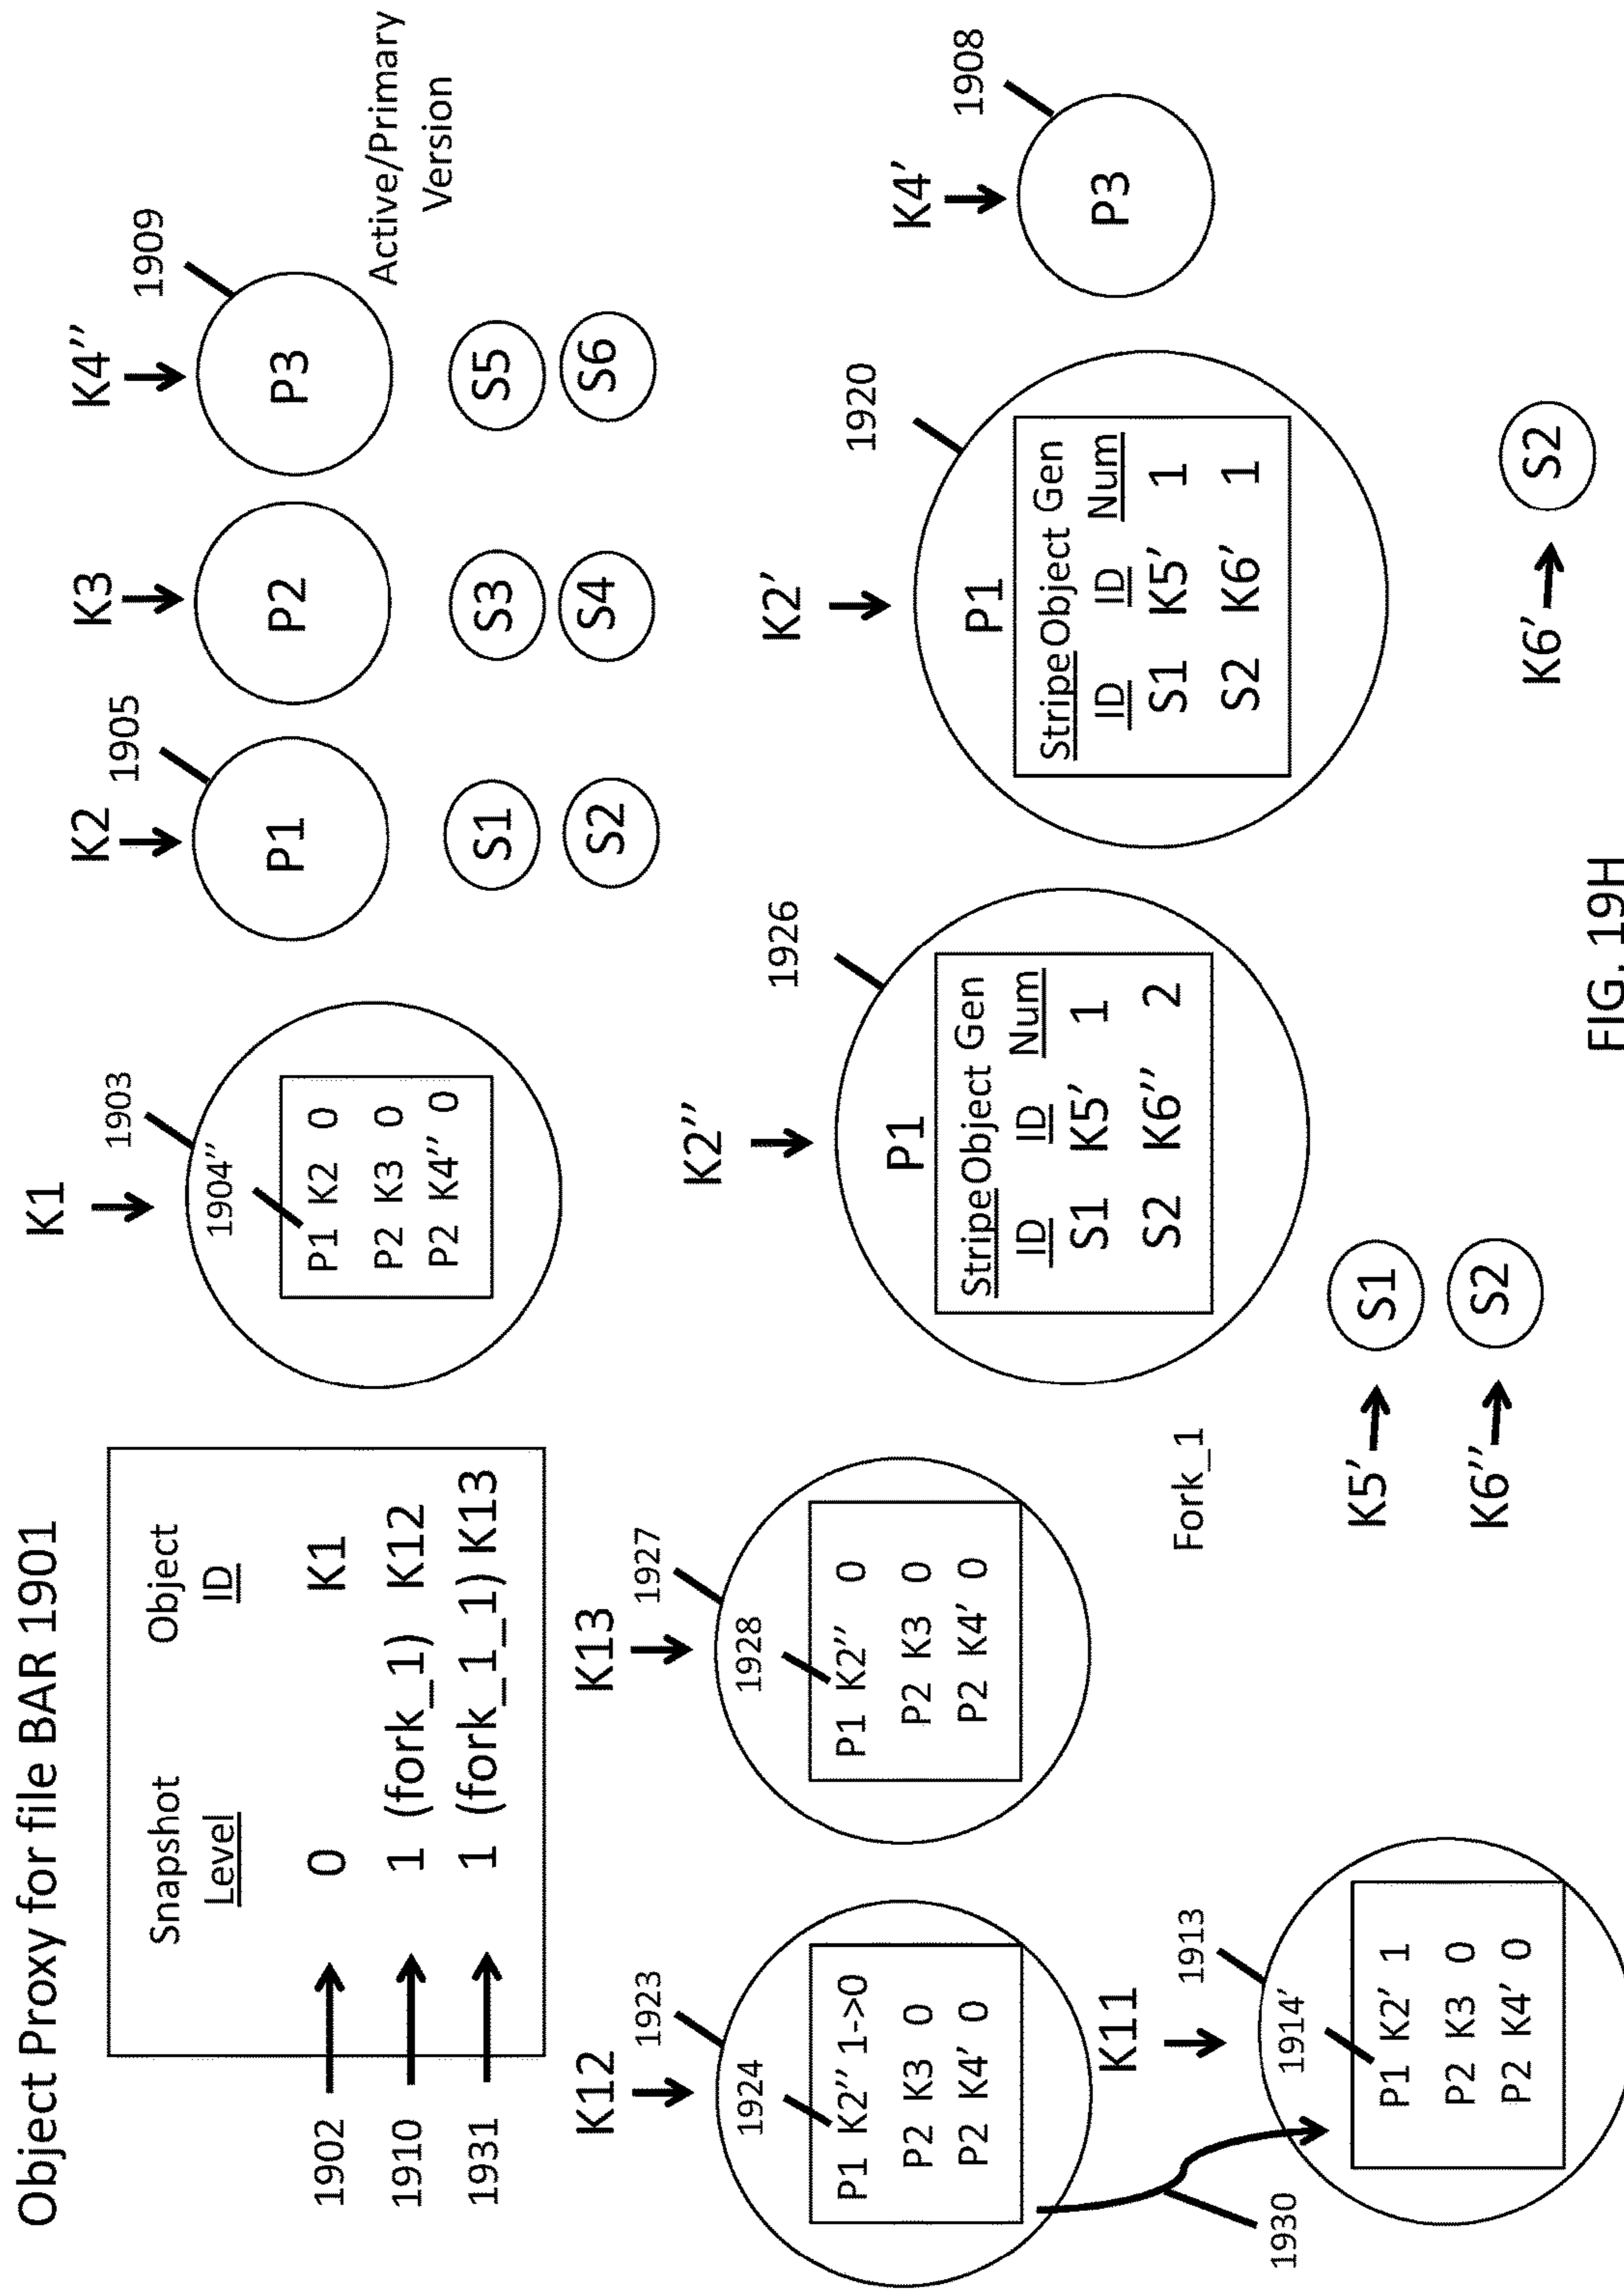 Object Proxy for file BAR 1901
Snapshot Object
Level ID
1902 0 K1
1910 1 (fork_1) K12
1931 1 (fork_1_1) K13
K1
1903
1904''
P1 K2 0
P2 K3 0
P2 K4'' 0
K2
1905
P1
S1
S2
K3
P2
S3
S4
K4''
1909
P3
S5
S6
Active/Primary
Version
K12
1923
1924
P1 K2'' 1->0
P2 K3 0
P2 K4' 0
K13
1927
1928
P1 K2'' 0
P2 K3 0
P2 K4' 0
K2''
1926
P1
Stripe Object Gen
ID ID Num
S1 K5' 1
S2 K6'' 2
K2'
1920
P1
Stripe Object Gen
ID ID Num
S1 K5' 1
S2 K6' 1
K4'
1908
P3
1930
K11
1913
1914'
P1 K2' 1
P2 K3 0
P2 K4' 0
Fork_1
K5' S1
K6'' S2
K6' S2
FIG. 19H